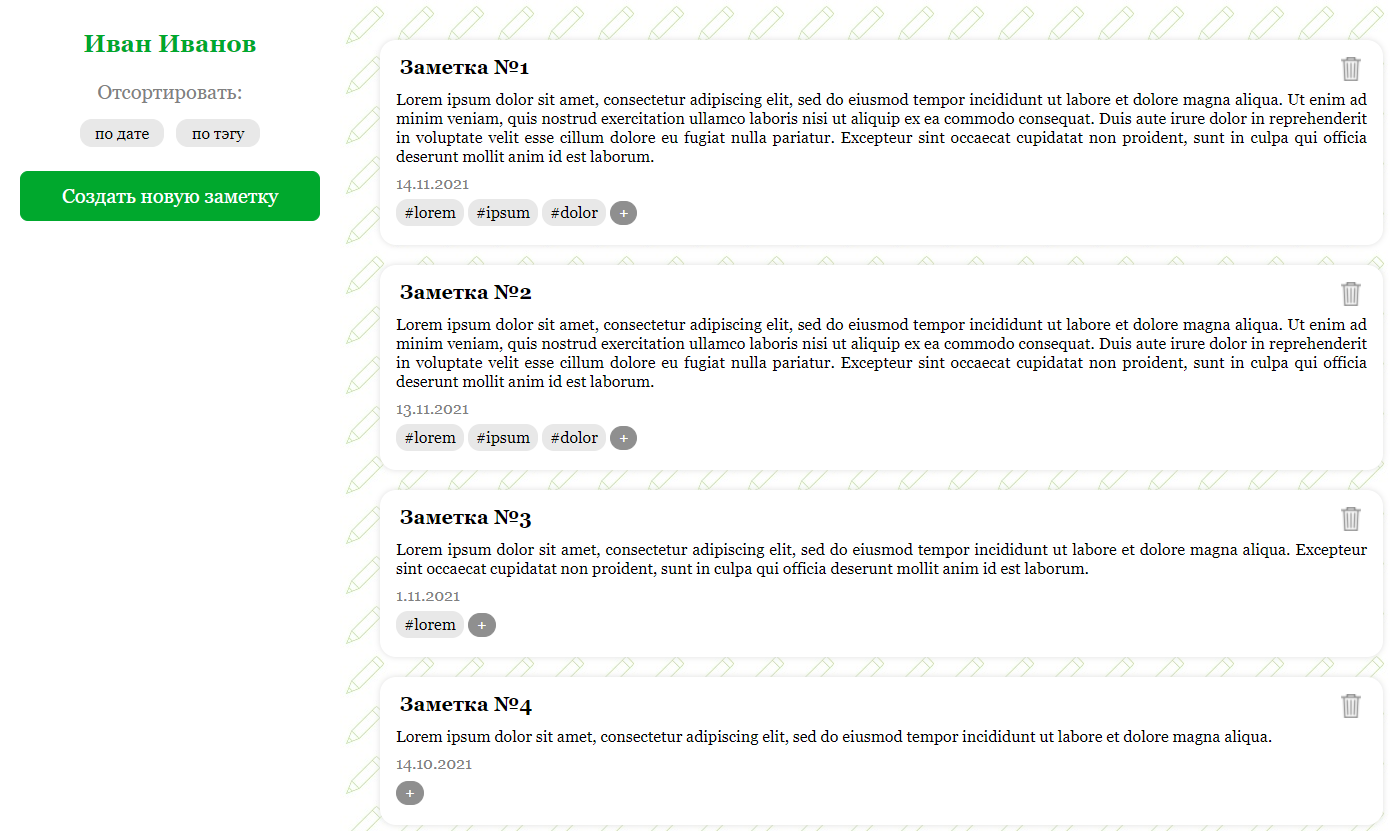 Иван Иванов
Отсортировать:
по дате
по тэгу
Создать новую заметку
Заметка №1
Lorem ipsum dolor sit amet, consectetur adipiscing elit, sed do eiusmod tempor incididunt ut labore et dolore magna aliqua. Ut enim ad
minim veniam, quis nostrud exercitation ullamco laboris nisi ut aliquip ex ea commodo consequat. Duis aute irure dolor in reprehenderit
in voluptate velit esse cillum dolore eu fugiat nulla pariatur. Excepteur sint occaecat cupidatat non proident, sunt in culpa qui officia
deserunt mollit anim id est laborum.
14.11.2021
#lorem #ipsum #dolor +
Заметка №2
Lorem ipsum dolor sit amet, consectetur adipiscing elit, sed do eiusmod tempor incididunt ut labore et dolore magna aliqua. Ut enim ad
minim veniam, quis nostrud exercitation ullamco laboris nisi ut aliquip ex ea commodo consequat. Duis aute irure dolor in reprehenderit
in voluptate velit esse cillum dolore eu fugiat nulla pariatur. Excepteur sint occaecat cupidatat non proident, sunt in culpa qui officia
deserunt mollit anim id est laborum.
13.11.2021
#lorem #ipsum #dolor +
Заметка №3
Lorem ipsum dolor sit amet, consectetur adipiscing elit, sed do eiusmod tempor incididunt ut labore et dolore magna aliqua. Excepteur
sint occaecat cupidatat non proident, sunt in culpa qui officia deserunt mollit anim id est laborum.
1.11.2021
#lorem +
Заметка №4
Lorem ipsum dolor sit amet, consectetur adipiscing elit, sed do eiusmod tempor incididunt ut labore et dolore magna aliqua.
14.10.2021
+